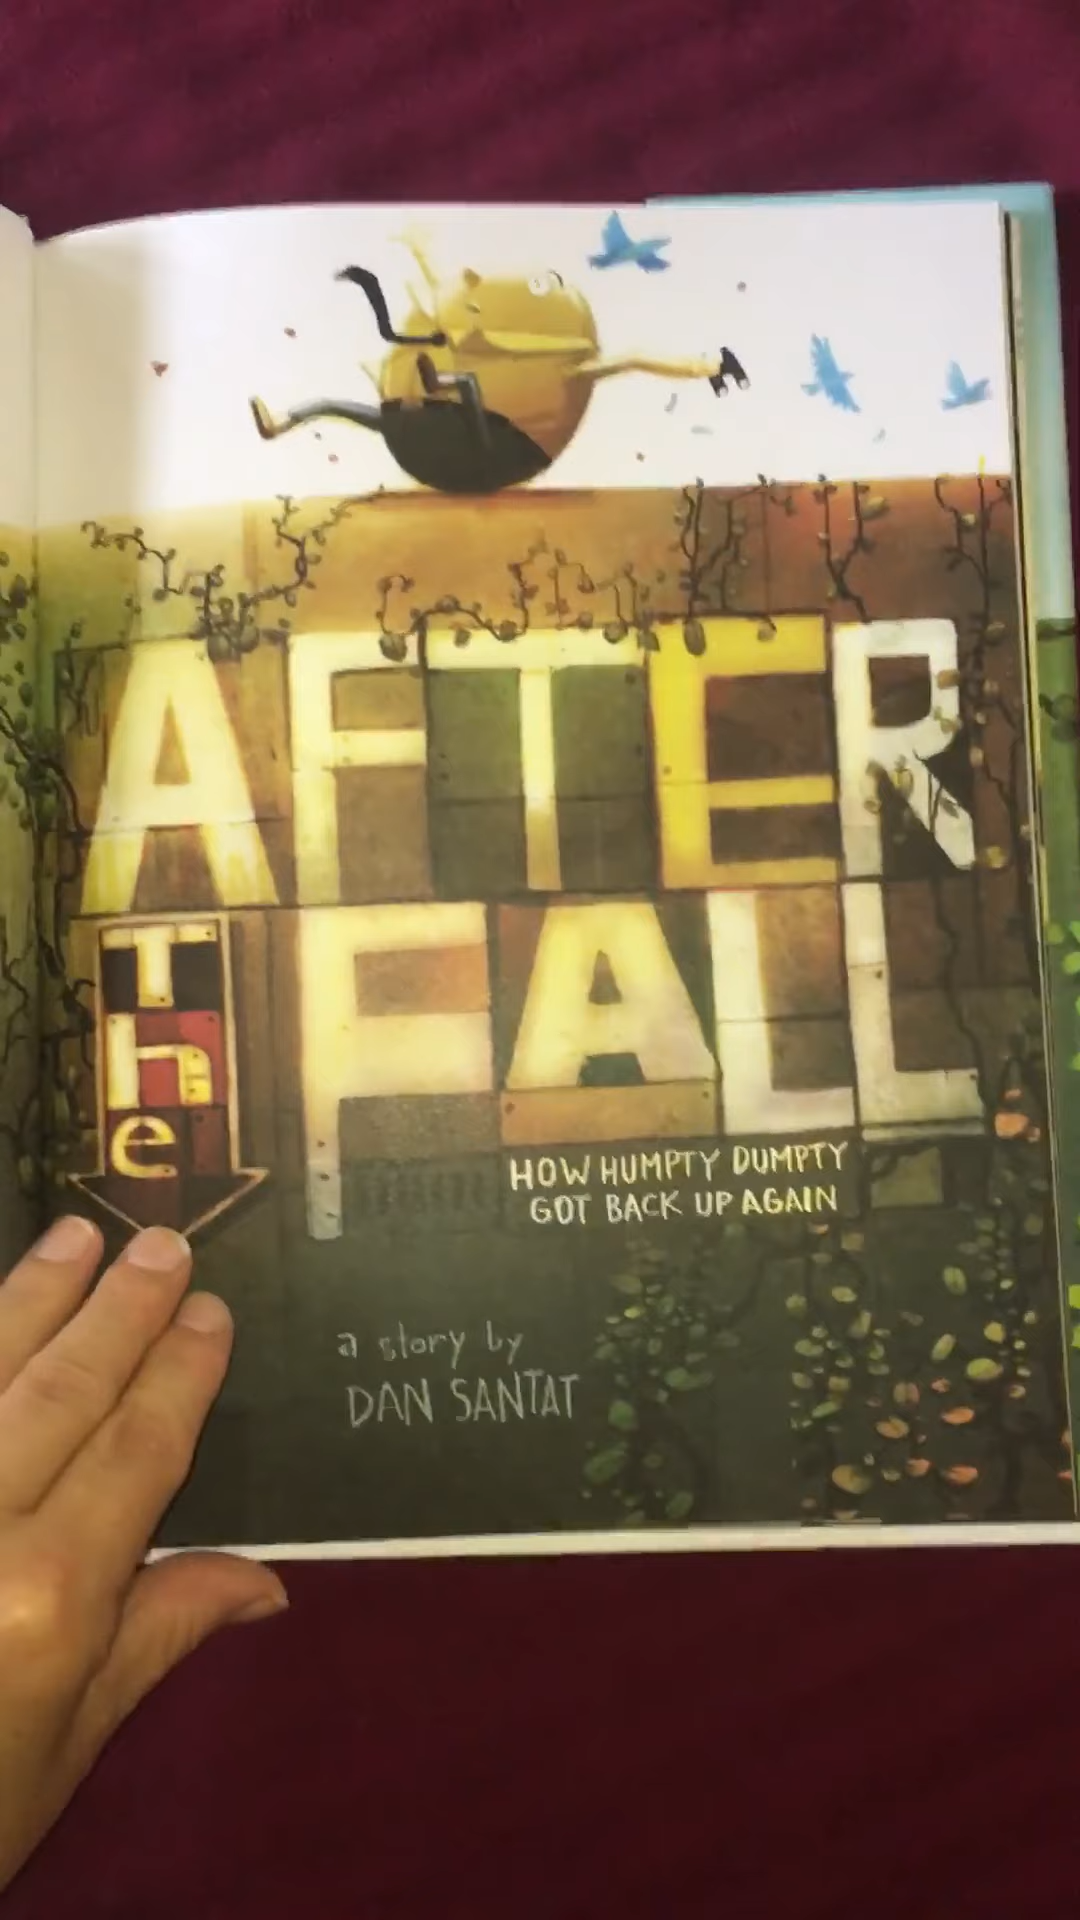 AFTER
The FALL
HOW HUMPTY DUMPTY
GOT BACK UP AGAIN
a story by
DAN SANTAT